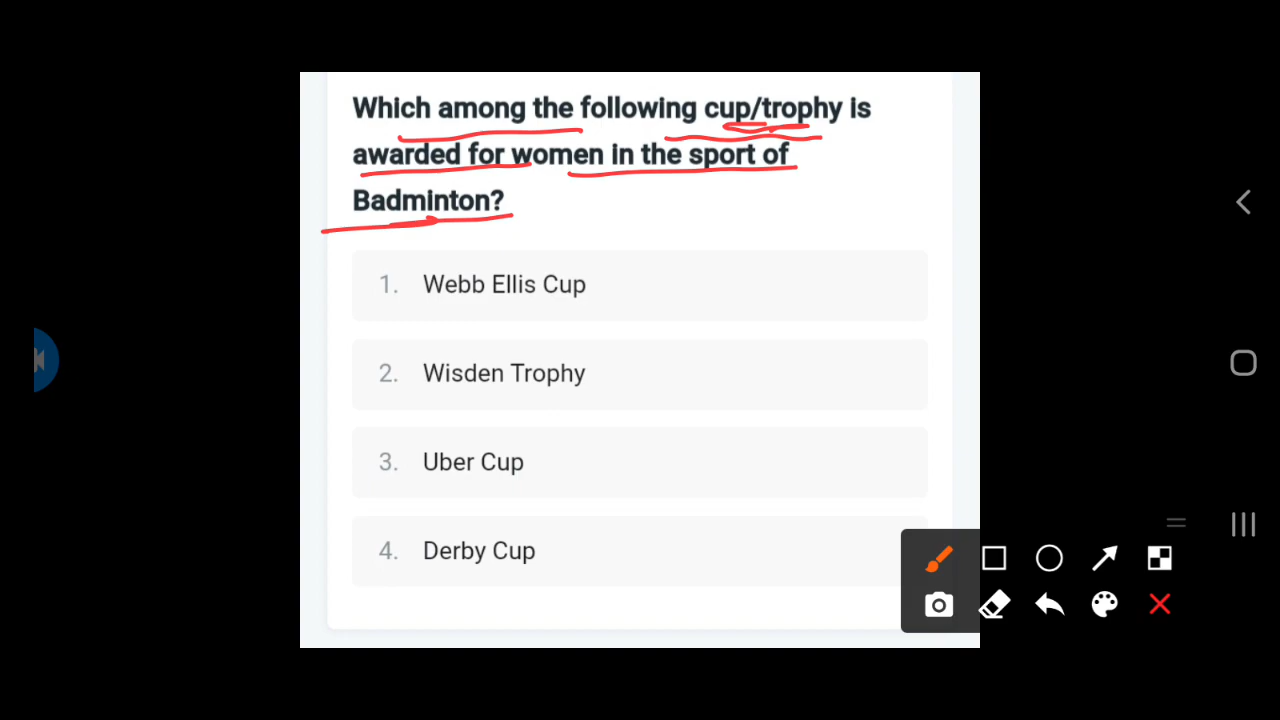 Which among the following cup/trophy is
awarded for women in the sport of
Badminton?
1. Webb Ellis Cup
2. Wisden Trophy
3. Uber Cup
4. Derby Cup